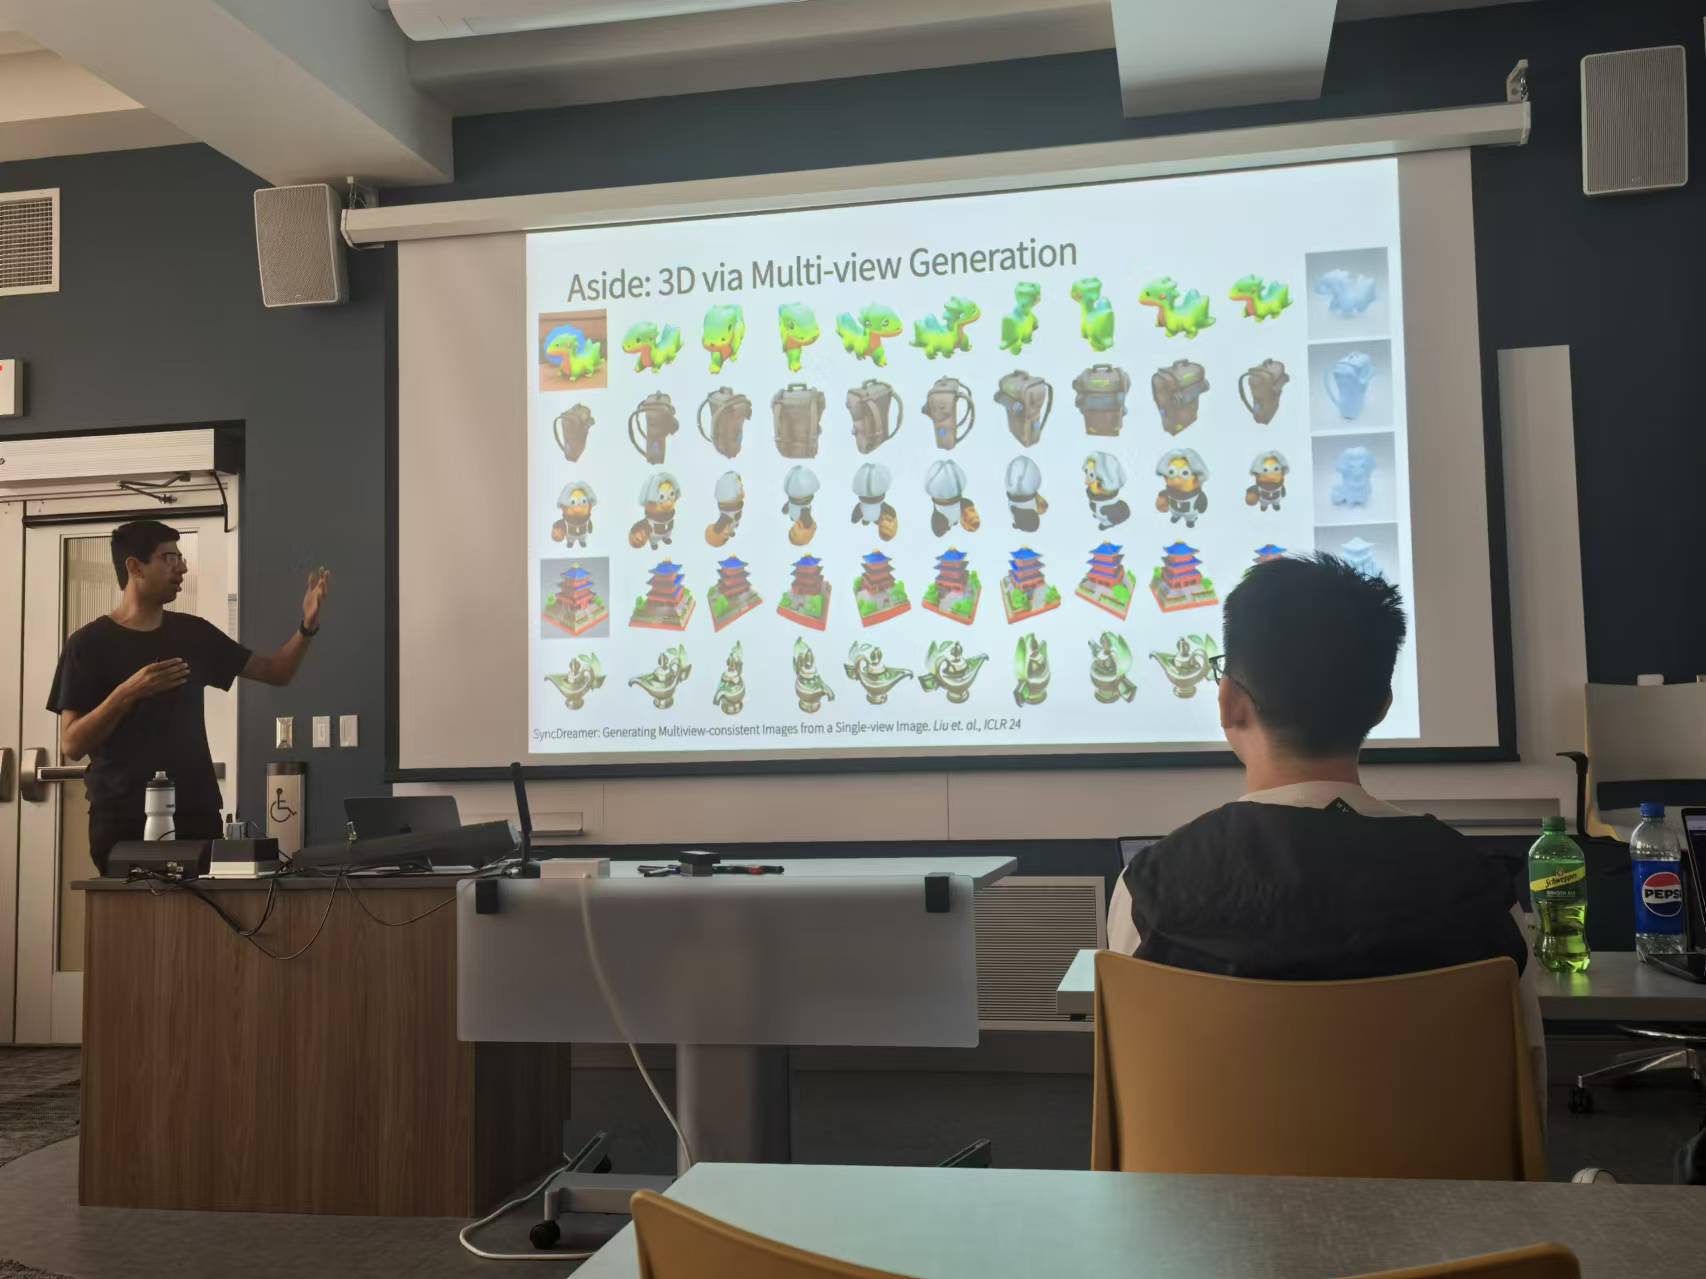 Aside: 3D via Multi-view Generation
SyncDreamer: Generating Multiview-consistent Images from a Single-view Image. Liu et. al., ICLR 24
Schweppes
PEPSI